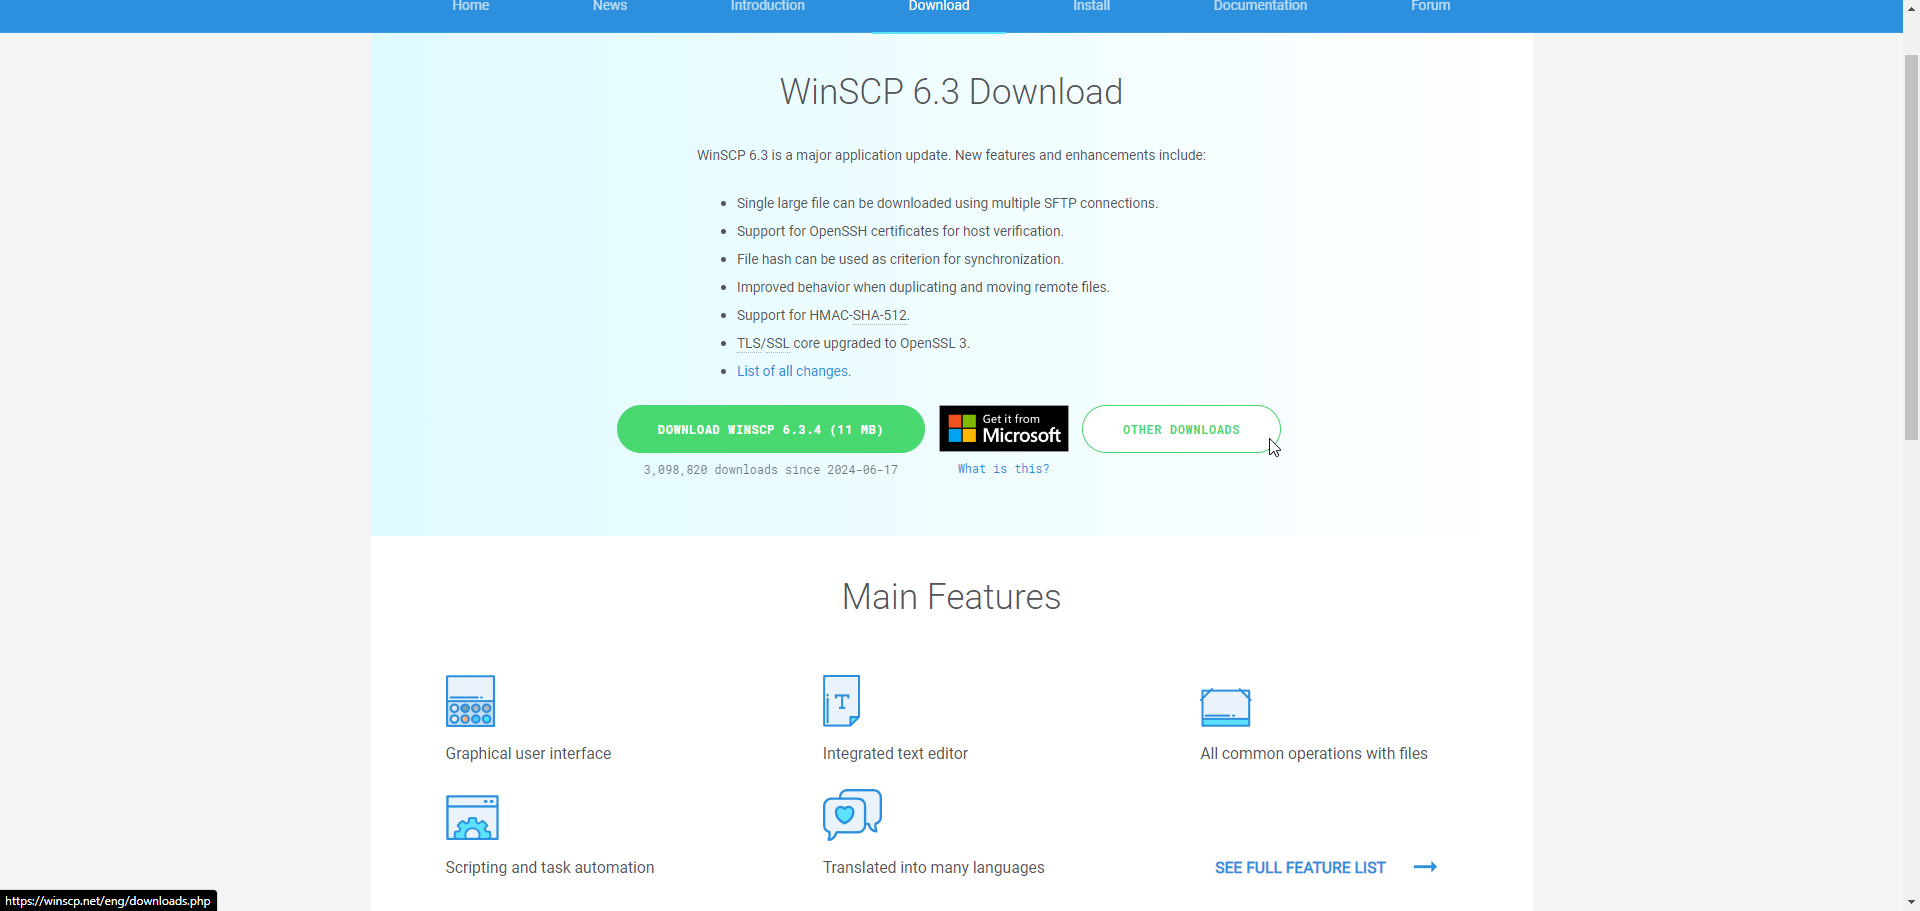 Home News Introduction Download Install Documentation Forum
WinSCP 6.3 Download
WinSCP 6.3 is a major application update. New features and enhancements include:
Single large file can be downloaded using multiple SFTP connections.
Support for OpenSSH certificates for host verification.
File hash can be used as criterion for synchronization.
Improved behavior when duplicating and moving remote files.
Support for HMAC-SHA-512.
TLS/SSL core upgraded to OpenSSL 3.
List of all changes.
DOWNLOAD WINSCP 6.3.4 (11 MB)
3,098,820 downloads since 2024-06-17
Get it from
Microsoft
What is this?
OTHER DOWNLOADS
Main Features
T
Graphical user interface
Integrated text editor
All common operations with files
Scripting and task automation
Translated into many languages
SEE FULL FEATURE LIST
https://winscp.net/eng/downloads.php